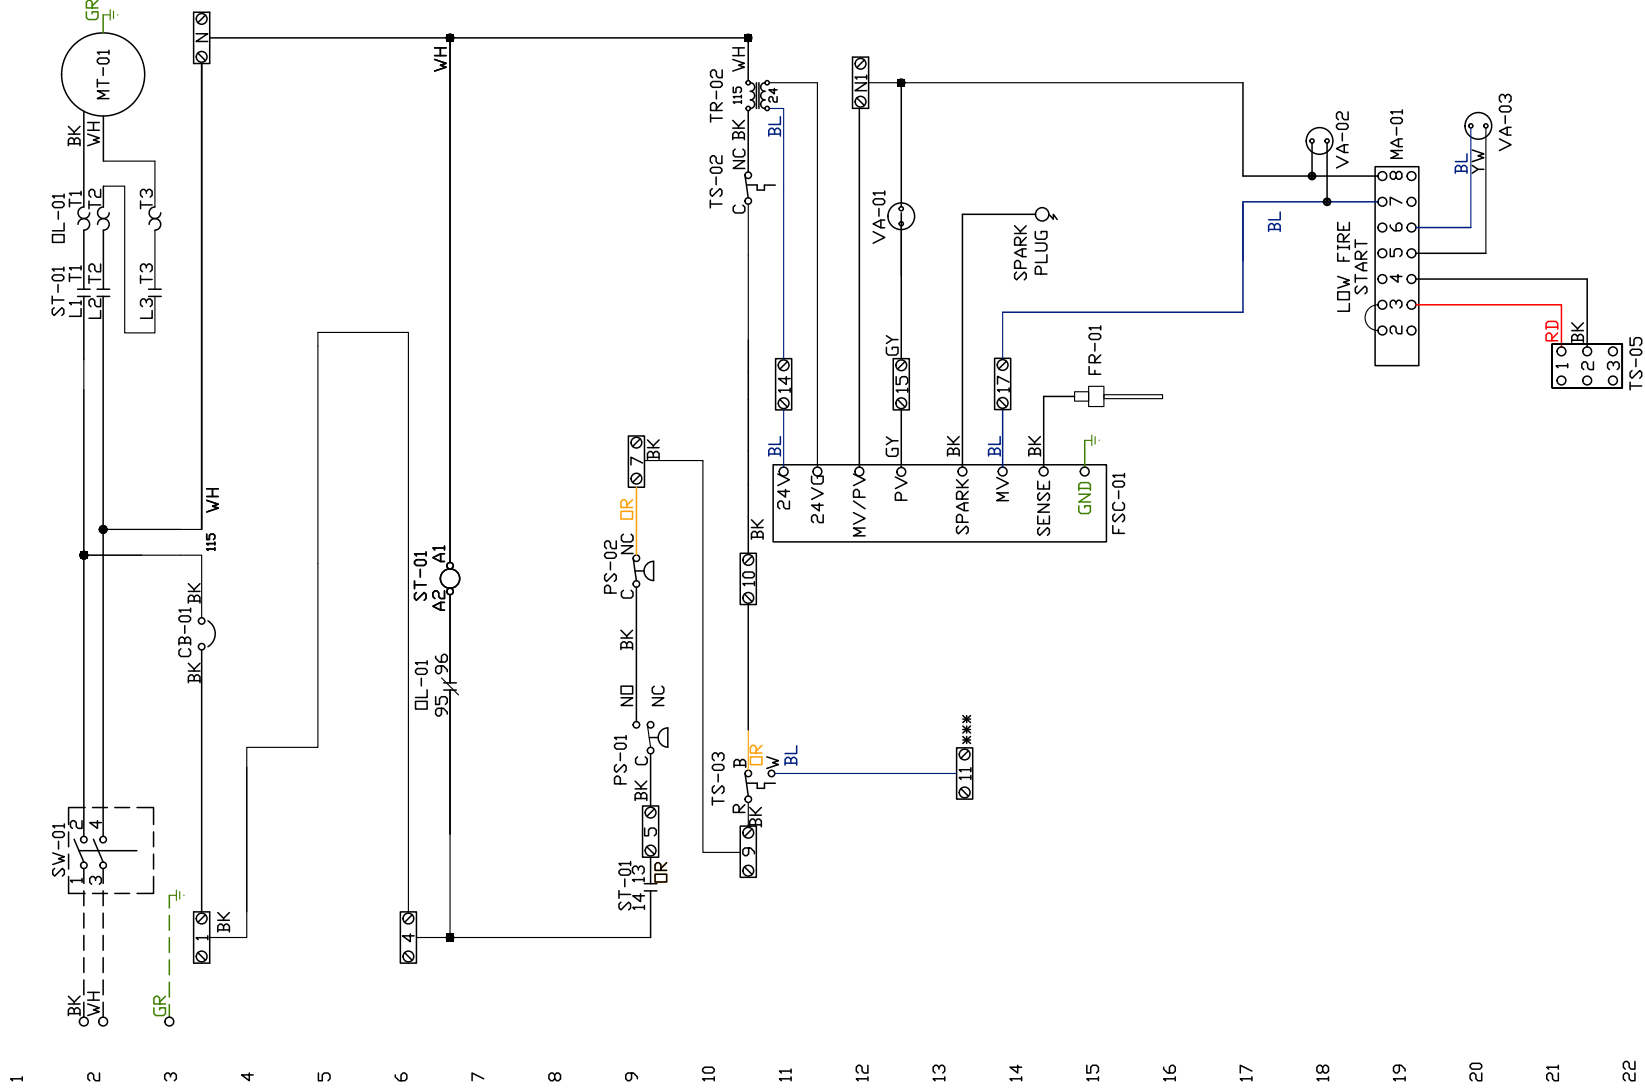 1
2
3
4
5
6
7
8
9
10
11
12
13
14
15
16
17
18
19
20
21
22
BK
WH
GR
SW-01
1 2
3 4
ST-01
L1 T1
L2 T2
L3 T3
OL-01
T1
T2
T3
BK
WH
MT-01
GR
1
BK
BK
CB-01
BK
115
WH
N
4
OL-01
95 96
ST-01
A2 A1
WH
ST-01
14 13
OR
5
BK
PS-01
C
NO
NC
BK
PS-02
C
NC
OR
7
BK
9
BK
TS-03
R
B
OR
W
BL
11
***
10
BK
TS-02
C
NC
BK
TR-02
115
24
WH
BL
14
BL
N1
VA-01
GY
15
GY
SPARK
PLUG
BK
BL
17
BK
FR-01
24V
24VG
MV/PV
PV
SPARK
MV
SENSE
GND
FSC-01
BL
VA-02
MA-01
LOW FIRE
START
8
7
6
5
4
3
2
BL
YW
VA-03
RD
BK
1
2
3
TS-05